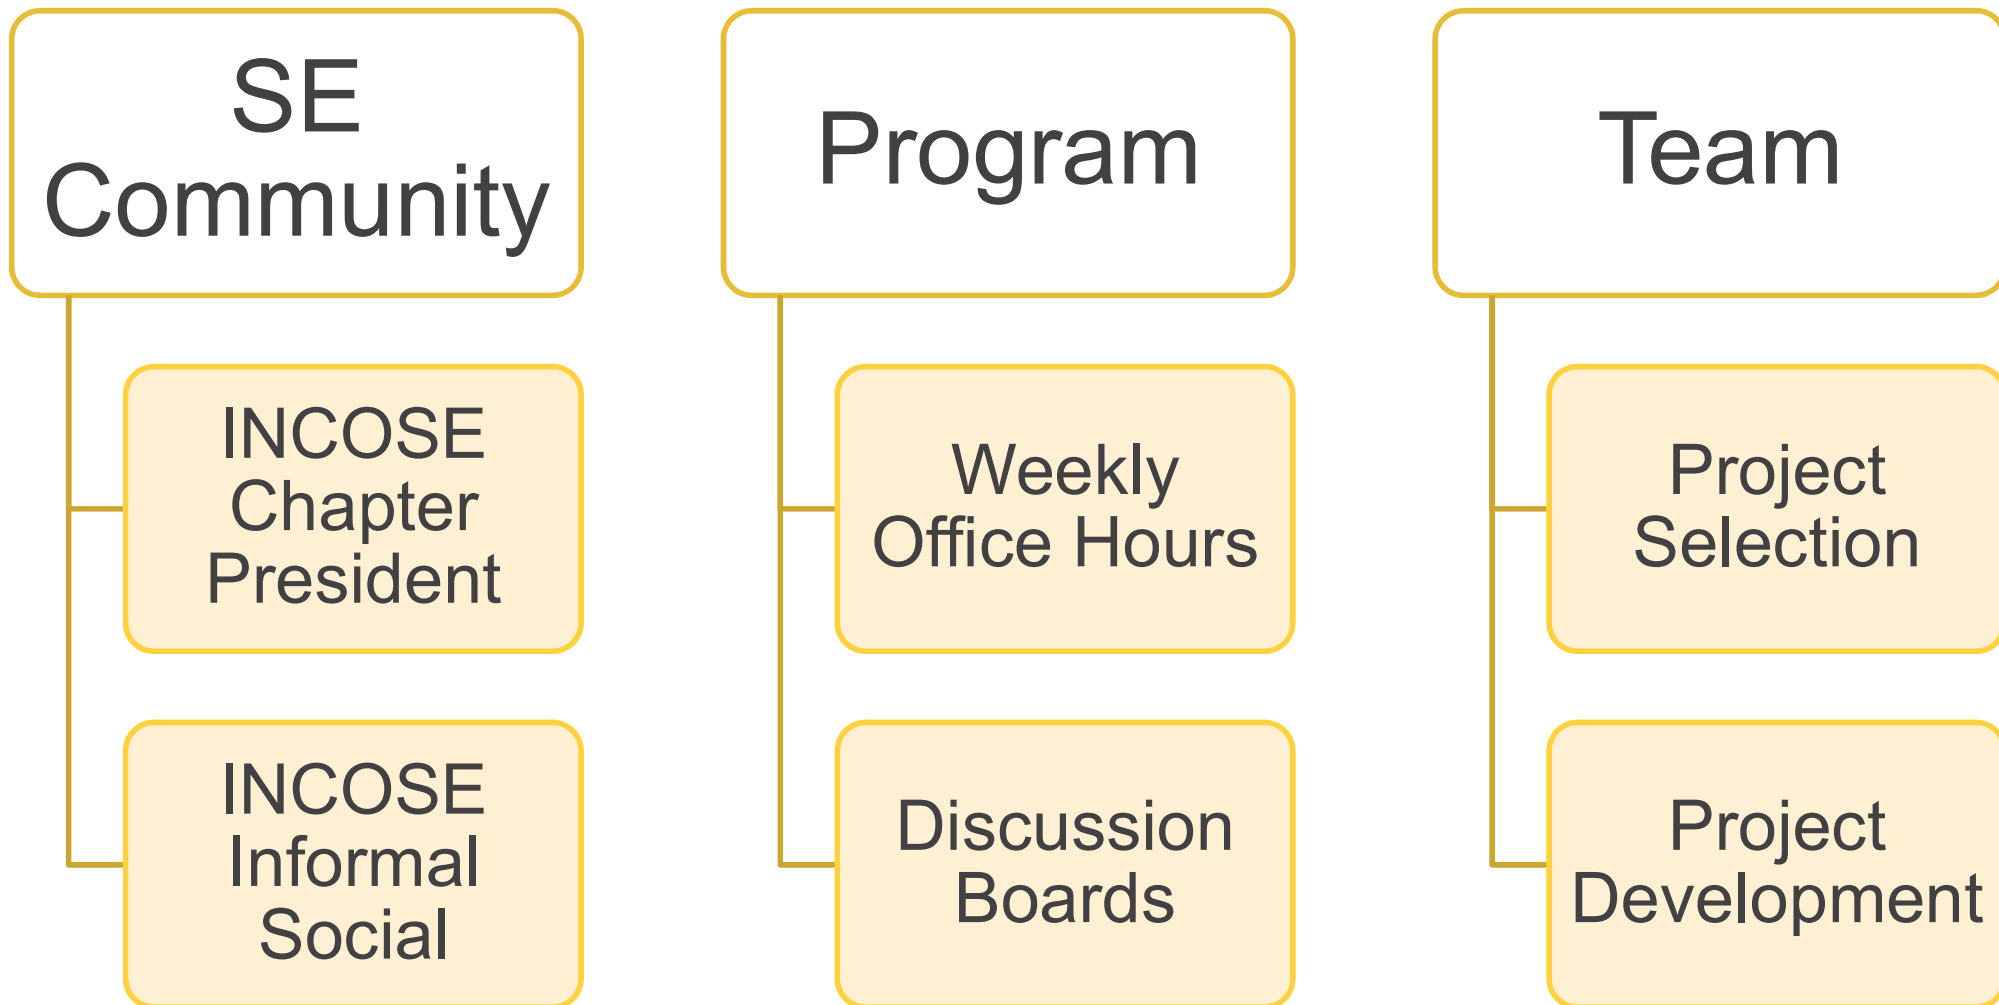 SE
Community
INCOSE
Chapter
President
INCOSE
Informal
Social
Program
Weekly
Office Hours
Discussion
Boards
Team
Project
Selection
Project
Development